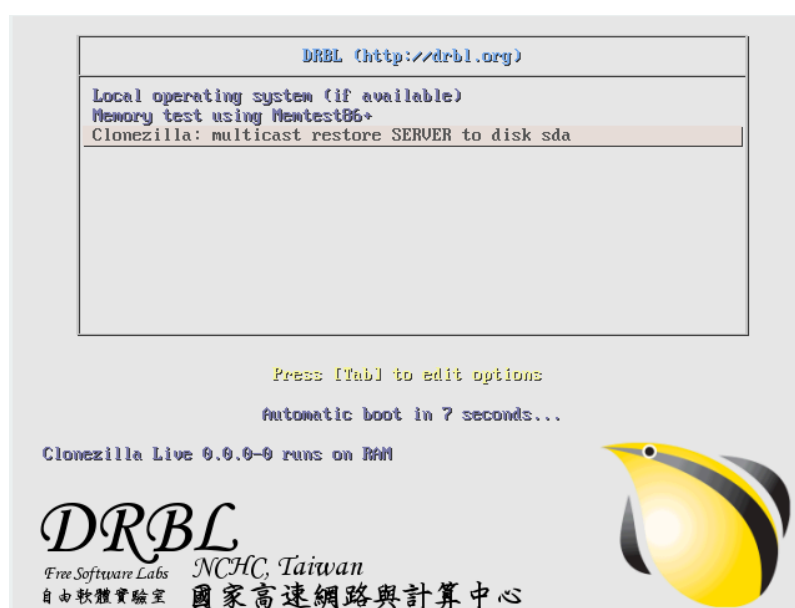 DRBL (http://drbl.org)
Local operating system (if available)
Memory test using Memtest86+
Clonezilla: multicast restore SERVER to disk sda
Press [Tab] to edit options
Automatic boot in 7 seconds...
Clonezilla Live 0.0.0-0 runs on RAM
DRBL
Free Software Labs NCHC, Taiwan
自由軟體實驗室 國家高速網路與計算中心